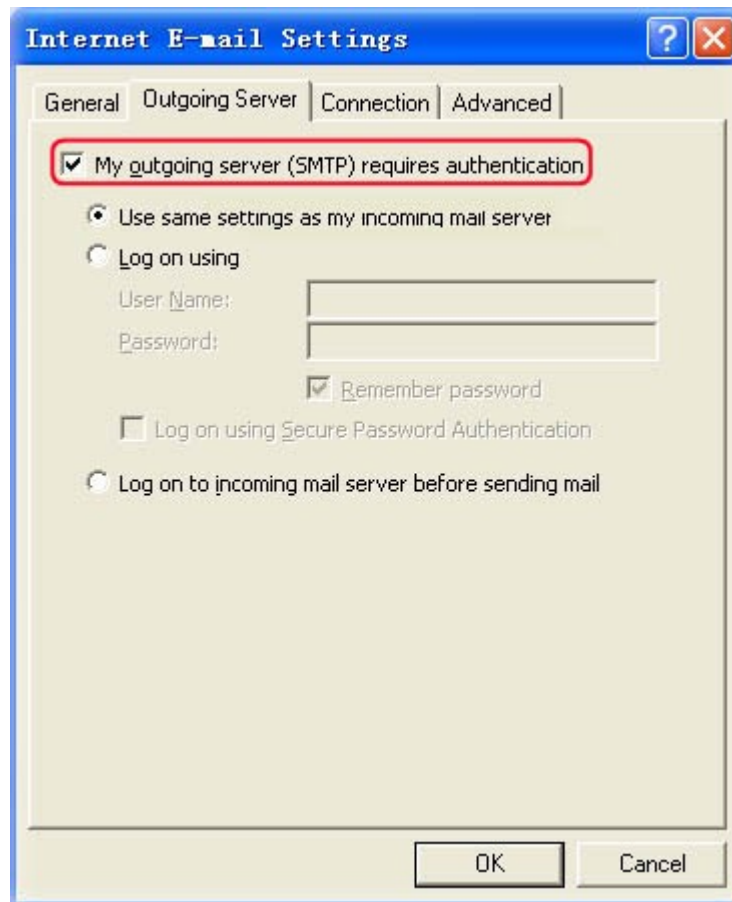 Internet E-mail Settings
General Outgoing Server Connection Advanced
My outgoing server (SMTP) requires authentication
Use same settings as my incoming mail server
Log on using
User Name:
Password:
Remember password
Log on using Secure Password Authentication
Log on to incoming mail server before sending mail
OK Cancel